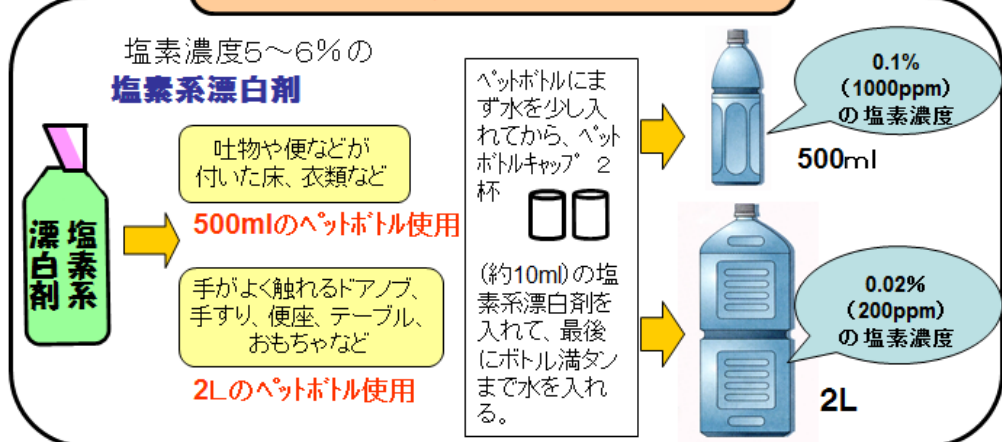 塩素濃度5～6％の
塩素系漂白剤
塩素系
漂白剤
吐物や便などが
付いた床、衣類など
500mlのペットボトル使用
手がよく触れるドアノブ、
手すり、便座、テーブル、
おもちゃなど
2Lのペットボトル使用
ペットボトルにま
ず水を少し入
れてから、ペット
ボトルキャップ 2
杯
(約10ml)の塩
素系漂白剤を
入れて、最後
にボトル満タン
まで水を入れ
る。
0.1%
（1000ppm）
の塩素濃度
500ml
0.02%
（200ppm）
の塩素濃度
2L